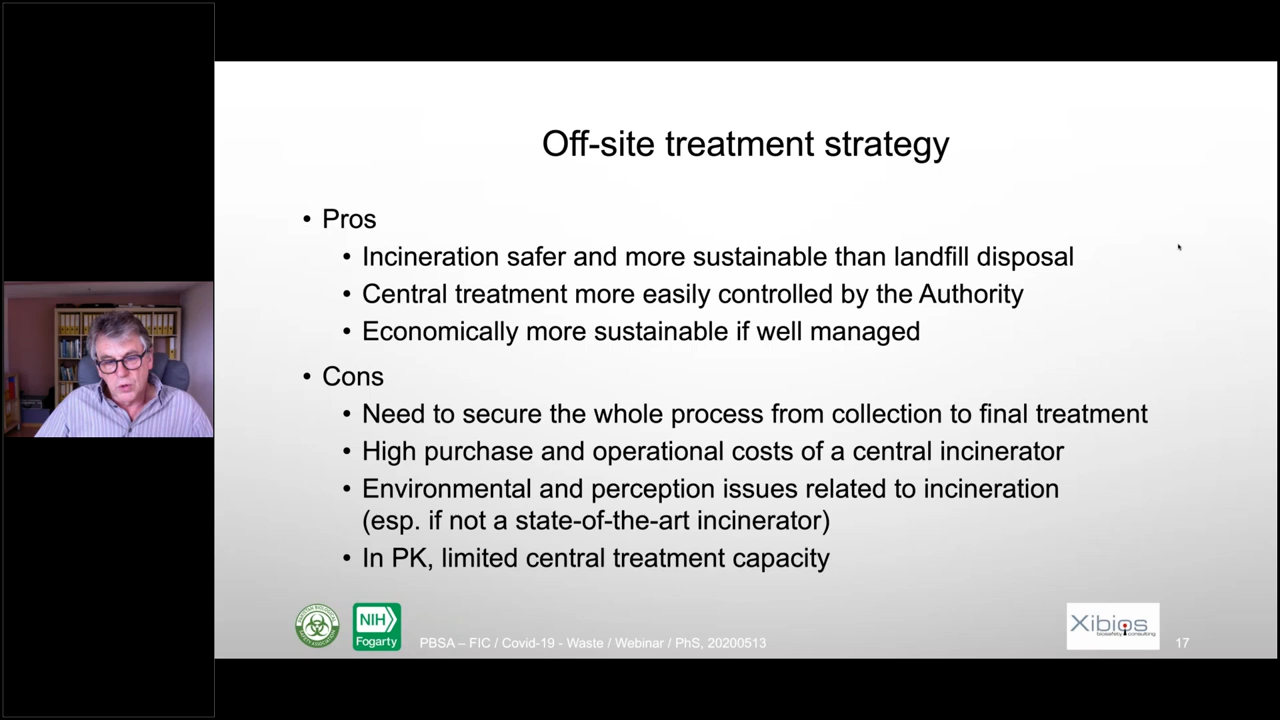 Off-site treatment strategy
• Pros
• Incineration safer and more sustainable than landfill disposal
• Central treatment more easily controlled by the Authority
• Economically more sustainable if well managed
• Cons
• Need to secure the whole process from collection to final treatment
• High purchase and operational costs of a central incinerator
• Environmental and perception issues related to incineration
(esp. if not a state-of-the-art incinerator)
• In PK, limited central treatment capacity
NIH
Fogarty
PBSA – FIC / Covid-19 - Waste / Webinar / PhS, 20200513
Xibios
biosafety consulting
17